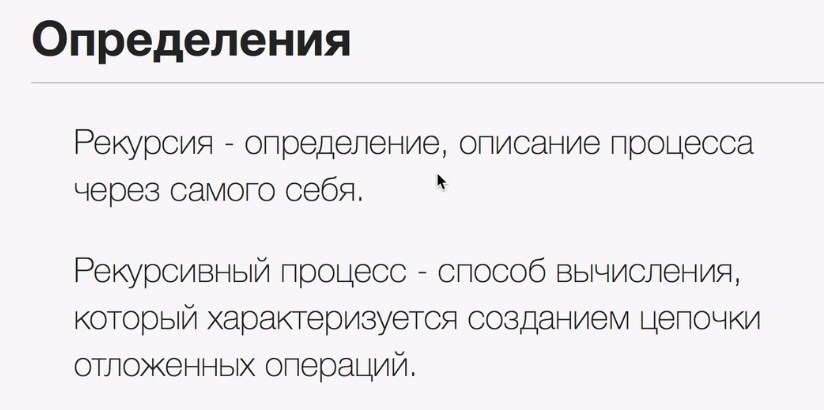 Определения
Рекурсия - определение, описание процесса
через самого себя.
Рекурсивный процесс - способ вычисления,
который характеризуется созданием цепочки
отложенных операций.